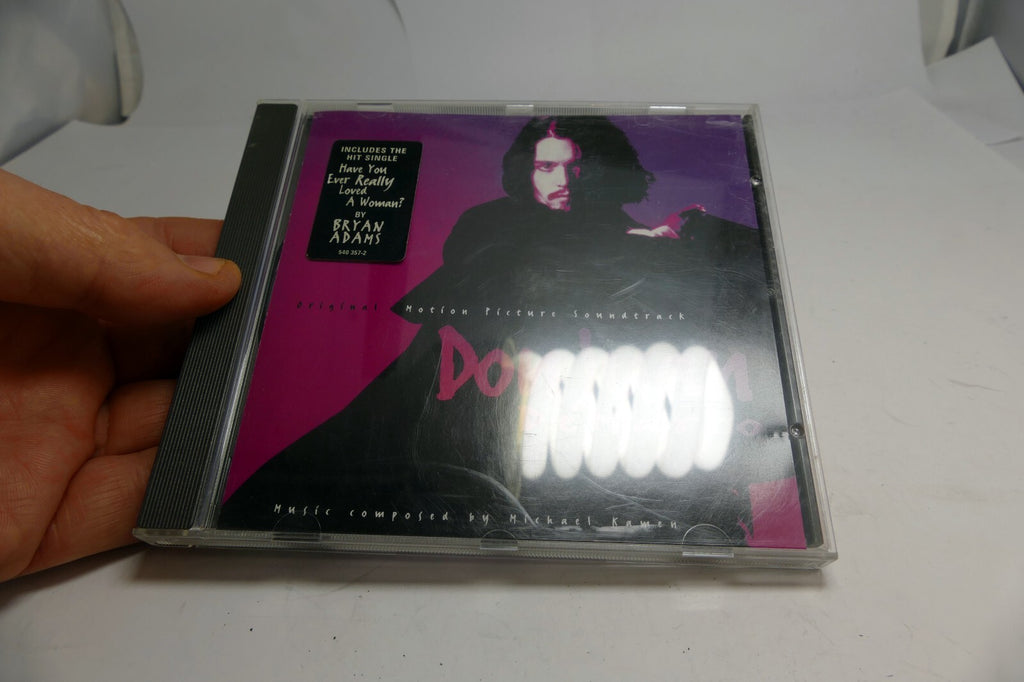 INCLUDES THE
HIT SINGLE
Have You
Ever Really
Loved
A Woman?
BY
BRYAN
ADAMS
540 357-2
Original Motion Picture Soundtrack
Music composed by Michael Kamen